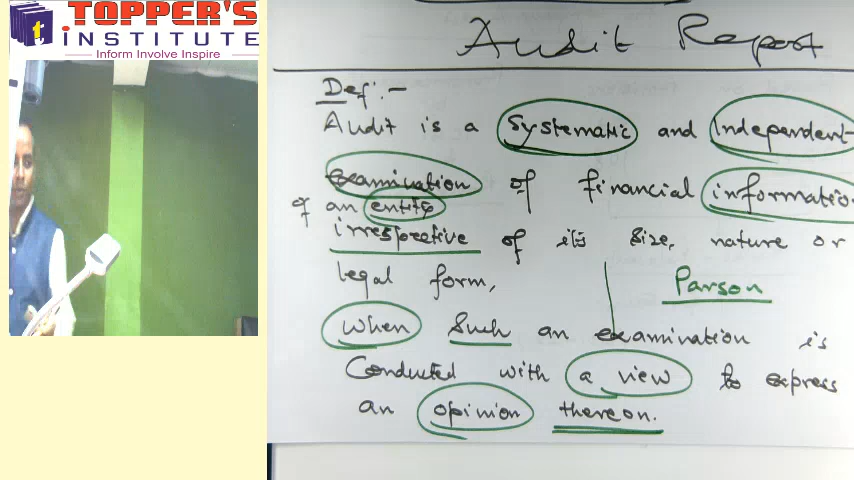 TOPPER'S
INSTITUTE
Inform Involve Inspire
Audit Report
Def:-
Audit is a systematic and independent
examination of financial information
of an entity
irrespetive of its size, nature or
legal form, Parson
when such an examination is
Conducted with a view to express
an opinion thereon.